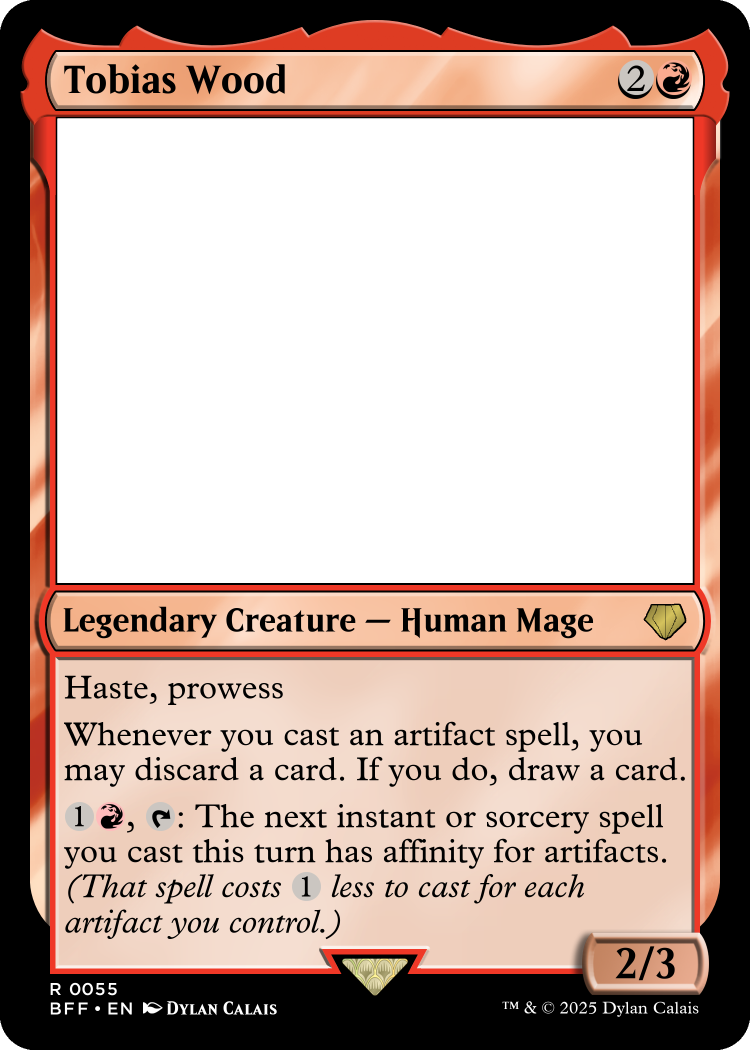 Tobias Wood 2
Legendary Creature — Human Mage
Haste, prowess
Whenever you cast an artifact spell, you
may discard a card. If you do, draw a card.
1 , : The next instant or sorcery spell
you cast this turn has affinity for artifacts.
(That spell costs 1 less to cast for each
artifact you control.)
2/3
R 0055
BFF • EN DYLAN CALAIS
™ & © 2025 Dylan Calais